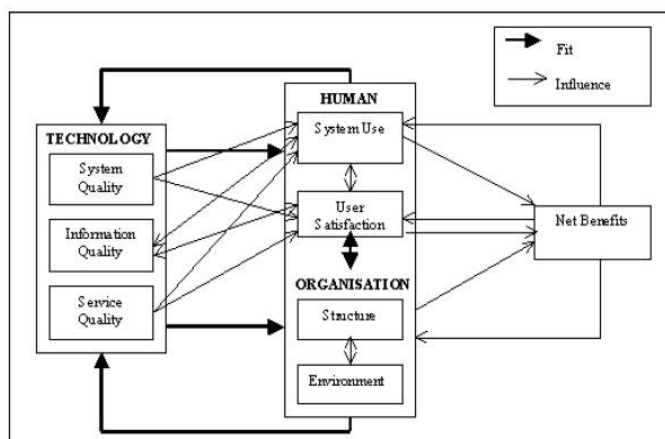 Fit
Influence
HUMAN
System Use
User
Satisfaction
TECHNOLOGY
System
Quality
Information
Quality
Service
Quality
ORGANISATION
Structure
Environment
Net Benefits